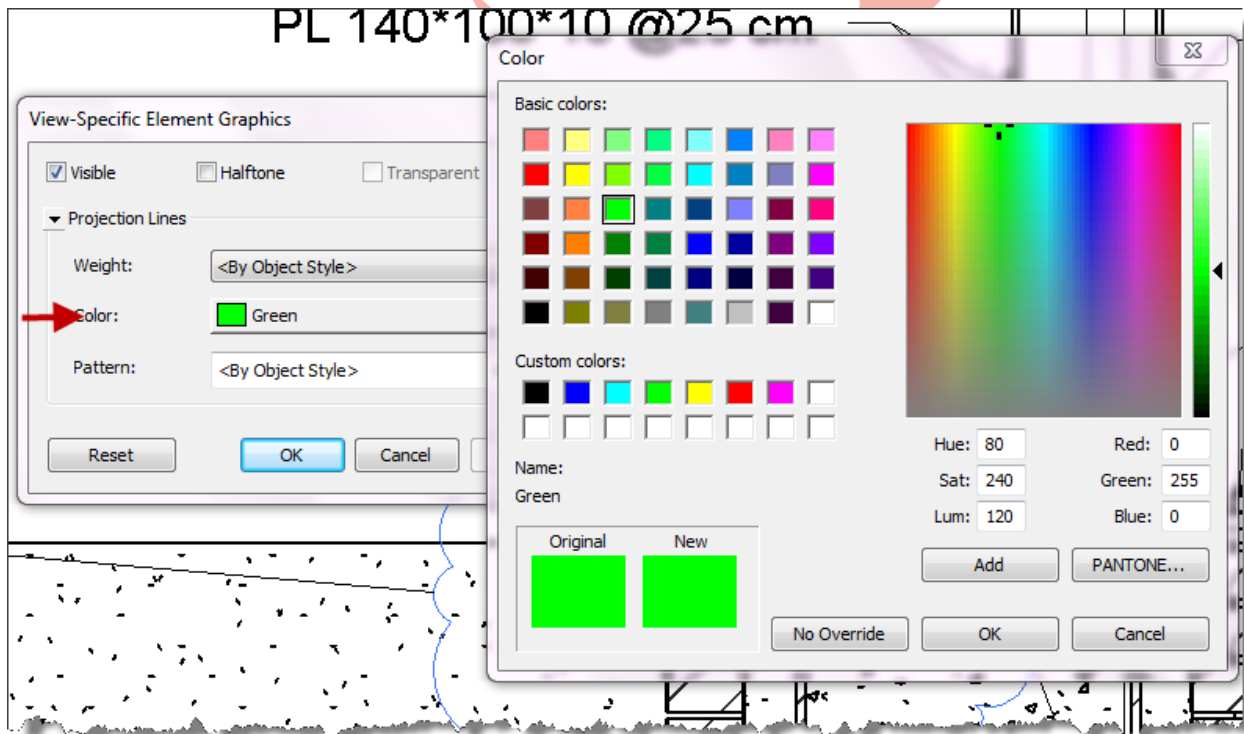 PL 140*100*10 @25 cm
View-Specific Element Graphics
Visible Halftone Transparent
Projection Lines
Weight: <By Object Style>
Color: Green
Pattern: <By Object Style>
Reset OK Cancel
Color
Basic colors:
Custom colors:
Name:
Green
Original New
Hue: 80 Red: 0
Sat: 240 Green: 255
Lum: 120 Blue: 0
Add PANTONE...
No Override OK Cancel